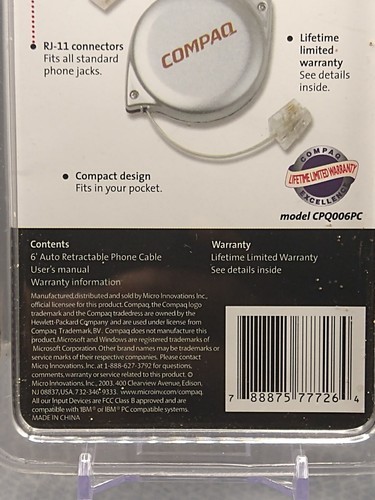 RJ-11 connectors
Fits all standard
phone jacks.
COMPAQ
Lifetime
limited
warranty
See details
inside.
Compact design
Fits in your pocket.
COMPAQ
LIFETIME LIMITED WARRANTY
EXCELLENCE
model CPQ006PC
Contents
6' Auto Retractable Phone Cable
User's manual
Warranty information
Warranty
Lifetime Limited Warranty
See details inside
Manufactured,distributed and sold by Micro Innovations Inc.,
official licensee for this product. Compaq, the Compaq logo
trademark and the Compaq tradedress are owned by the
Hewlett-Packard Company and are used under license from
Compaq Trademark, BV. Compaq does not manufacture this
product. Microsoft and Windows are registered trademarks of
Microsoft Corporation. Other brand names may be trademarks or
service marks of their respective companies. Please contact
Micro Innovations, Inc. at 1-888-627-3792 for questions,
comments, warranty or service related to this product. ©
Micro Innovations, Inc., 2003. 400 Clearview Avenue, Edison,
NJ 08837, USA. 732-346-9333. www.microinv.com/compaq.
All our Input Devices are FCC Class B approved and are
compatible with IBM® or IBM® PC compatible systems.
MADE IN CHINA
7 88875 77726 4